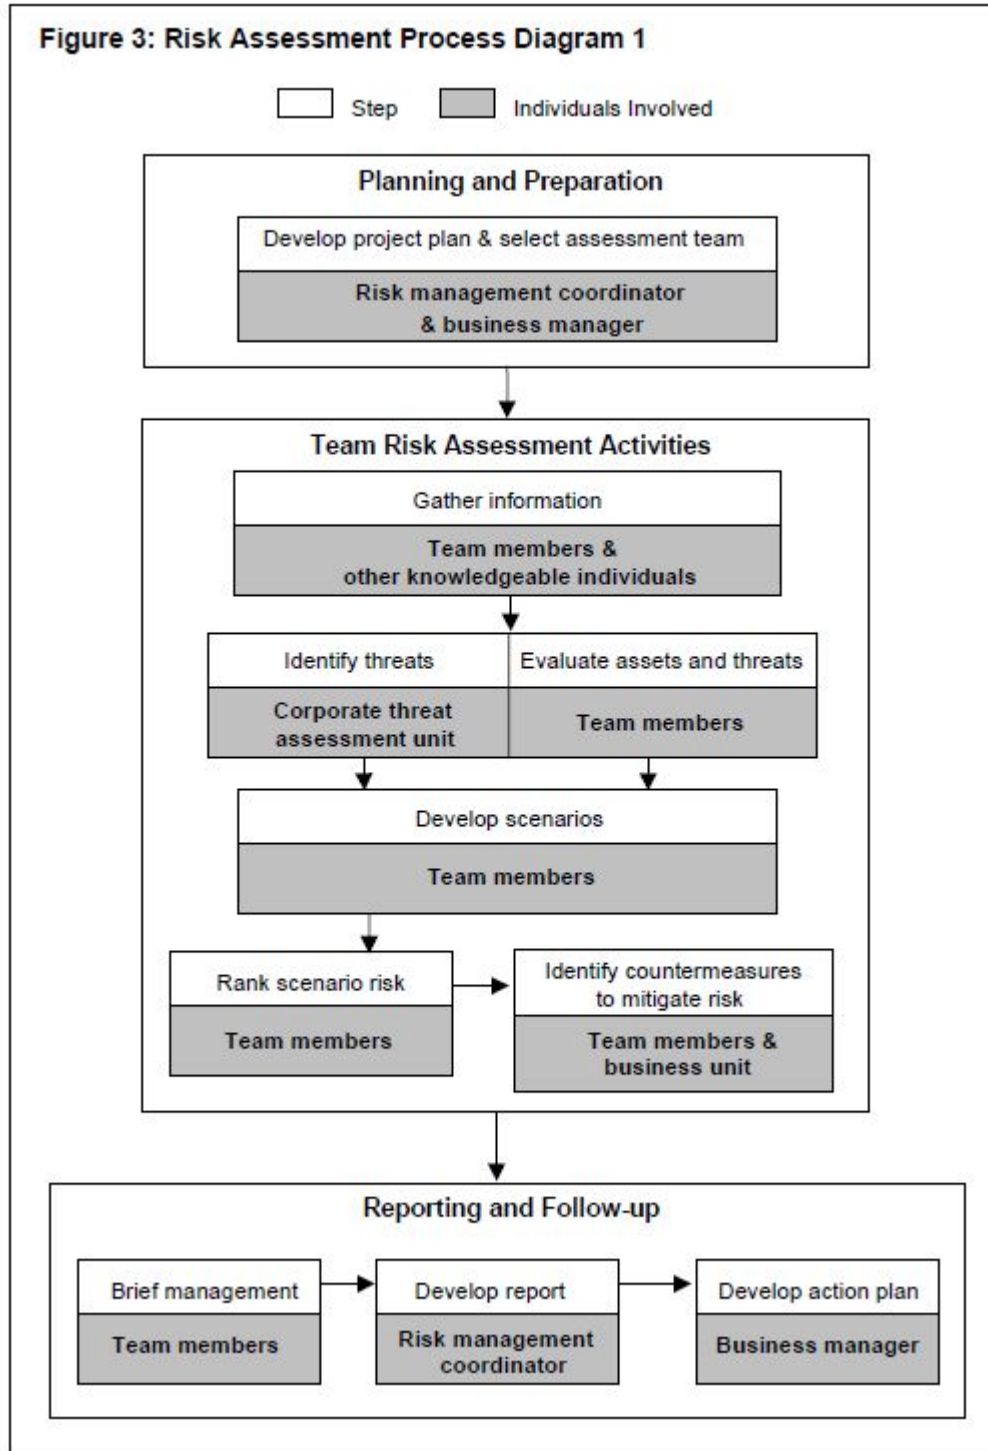 Figure 3: Risk Assessment Process Diagram 1
Step
Individuals Involved
Planning and Preparation
Develop project plan & select assessment team
Risk management coordinator
& business manager
Team Risk Assessment Activities
Gather information
Team members &
other knowledgeable individuals
Identify threats
Corporate threat
assessment unit
Evaluate assets and threats
Team members
Develop scenarios
Team members
Rank scenario risk
Team members
Identify countermeasures
to mitigate risk
Team members &
business unit
Reporting and Follow-up
Brief management
Team members
Develop report
Risk management
coordinator
Develop action plan
Business manager